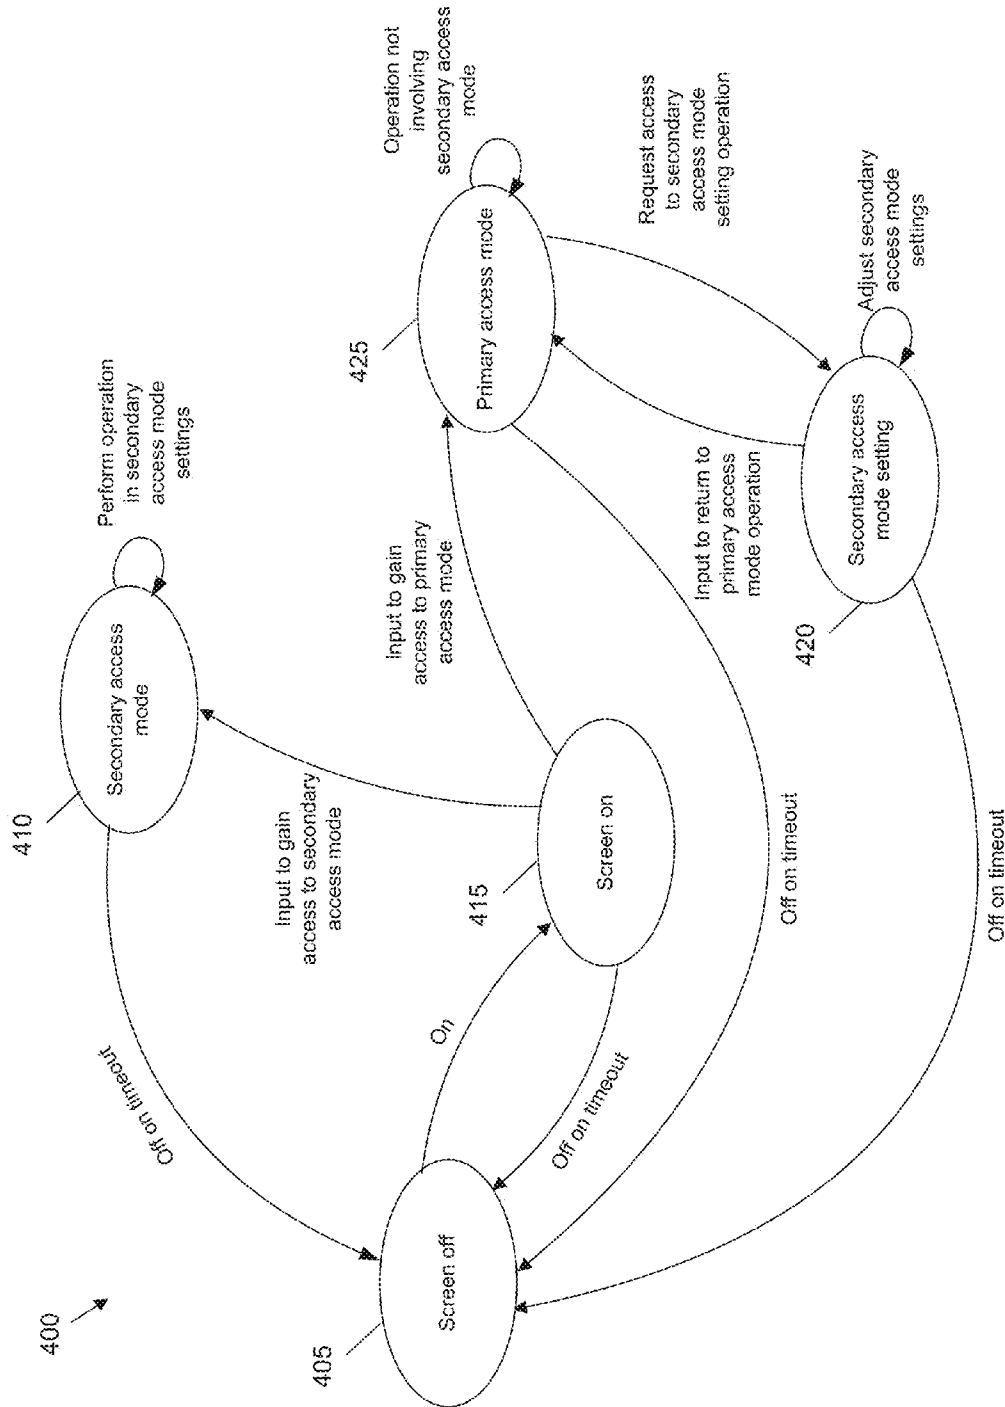 400
410
Secondary access
mode
Perform operation
in secondary
access mode
settings
Off on timeout
Input to gain
access to secondary
access mode
405
Screen off
On
Off on timeout
415
Screen on
Input to gain
access to primary
access mode
425
Primary access mode
Operation not
involving
secondary access
mode
Request access
to secondary
access mode
setting operation
Input to return to
primary access
mode operation
Off on timeout
420
Secondary access
mode setting
Adjust secondary
access mode
settings
Off on timeout